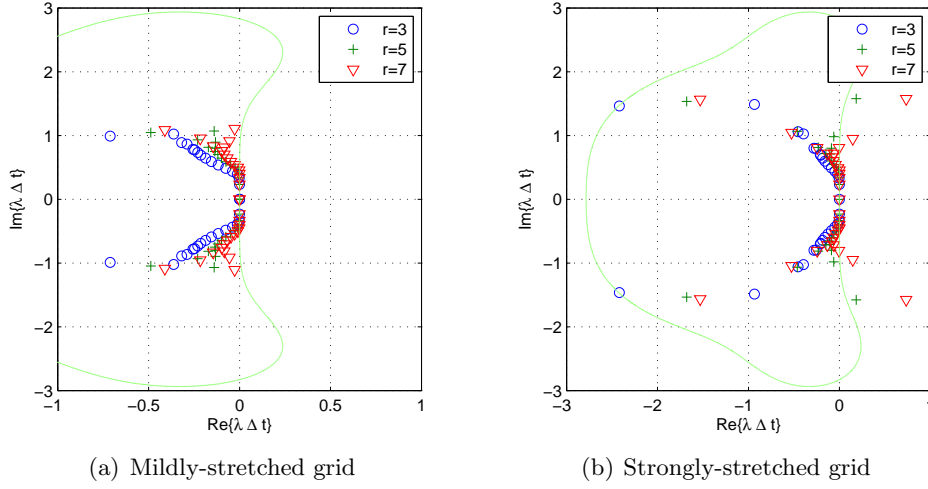 3
2
1
0
−1
−2
−3
−1
−0.5
0
0.5
1
Im{λ Δ t}
Re{λ Δ t}
r=3
r=5
r=7
(a) Mildly-stretched grid
3
2
1
0
−1
−2
−3
−3
−2
−1
0
1
Im{λ Δ t}
Re{λ Δ t}
r=3
r=5
r=7
(b) Strongly-stretched grid